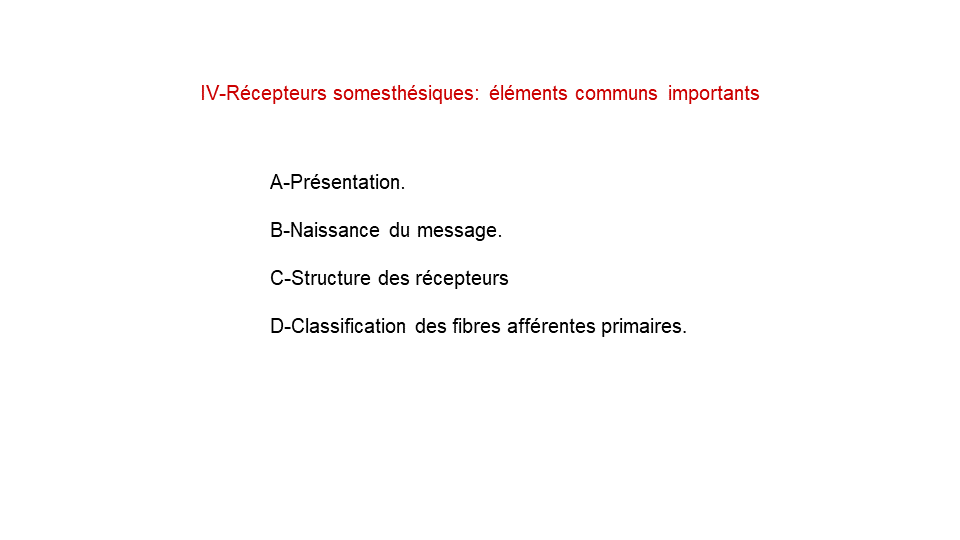 IV-Récepteurs somesthésiques: éléments communs importants
A-Présentation.
B-Naissance du message.
C-Structure des récepteurs
D-Classification des fibres afférentes primaires.